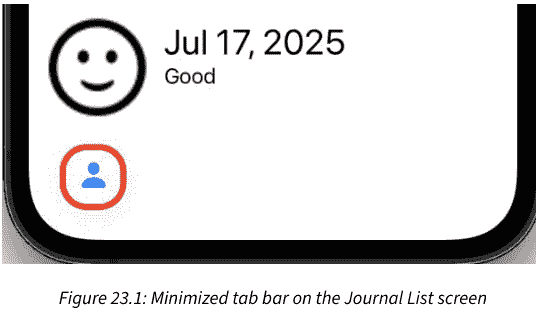 Jul 17, 2025
Good
Figure 23.1: Minimized tab bar on the Journal List screen